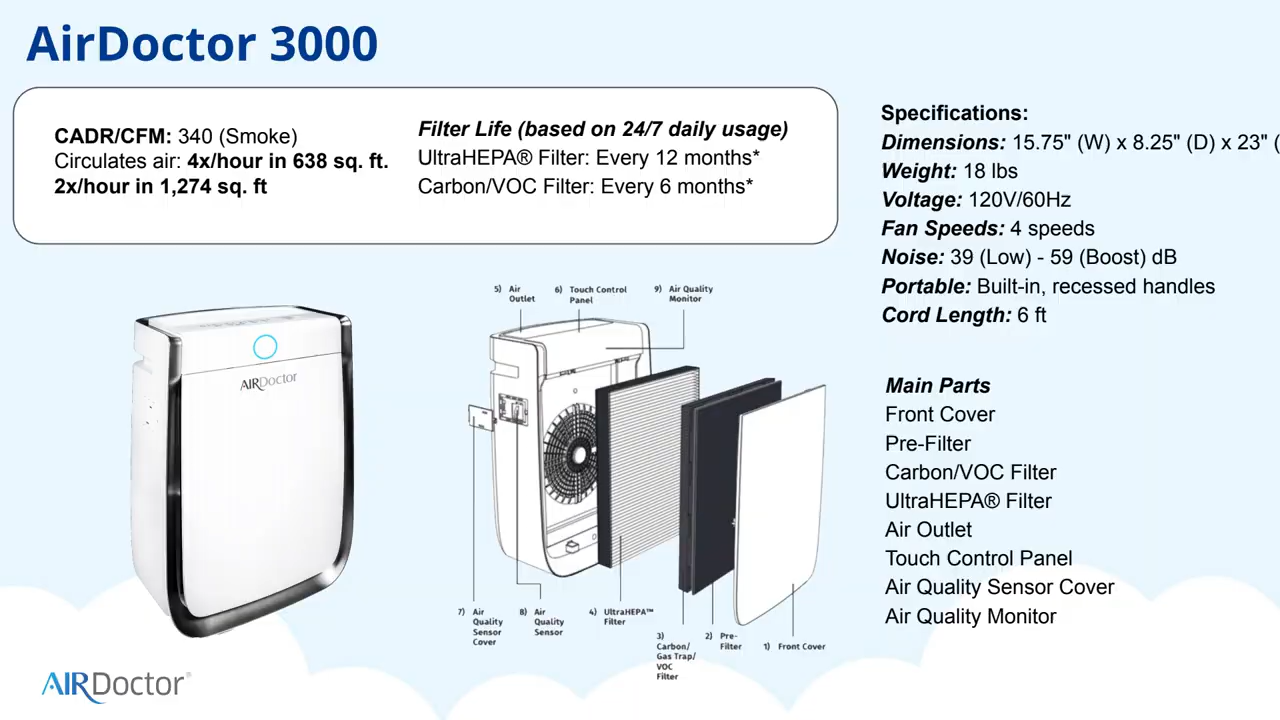 AirDoctor 3000
CADR/CFM: 340 (Smoke)
Circulates air: 4x/hour in 638 sq. ft.
2x/hour in 1,274 sq. ft
Filter Life (based on 24/7 daily usage)
UltraHEPA® Filter: Every 12 months*
Carbon/VOC Filter: Every 6 months*
Specifications:
Dimensions: 15.75" (W) x 8.25" (D) x 23" (
Weight: 18 lbs
Voltage: 120V/60Hz
Fan Speeds: 4 speeds
Noise: 39 (Low) - 59 (Boost) dB
Portable: Built-in, recessed handles
Cord Length: 6 ft
Main Parts
Front Cover
Pre-Filter
Carbon/VOC Filter
UltraHEPA® Filter
Air Outlet
Touch Control Panel
Air Quality Sensor Cover
Air Quality Monitor
AIRDOCTOR
5) Air
Outlet
6) Touch Control
Panel
9) Air Quality
Monitor
7) Air
Quality
Sensor
Cover
8) Air
Quality
Sensor
4) UltraHEPA™
Filter
3)
Carbon/
Gas Trap/
VOC
Filter
2) Pre-
Filter
1) Front Cover
AIRDoctor®